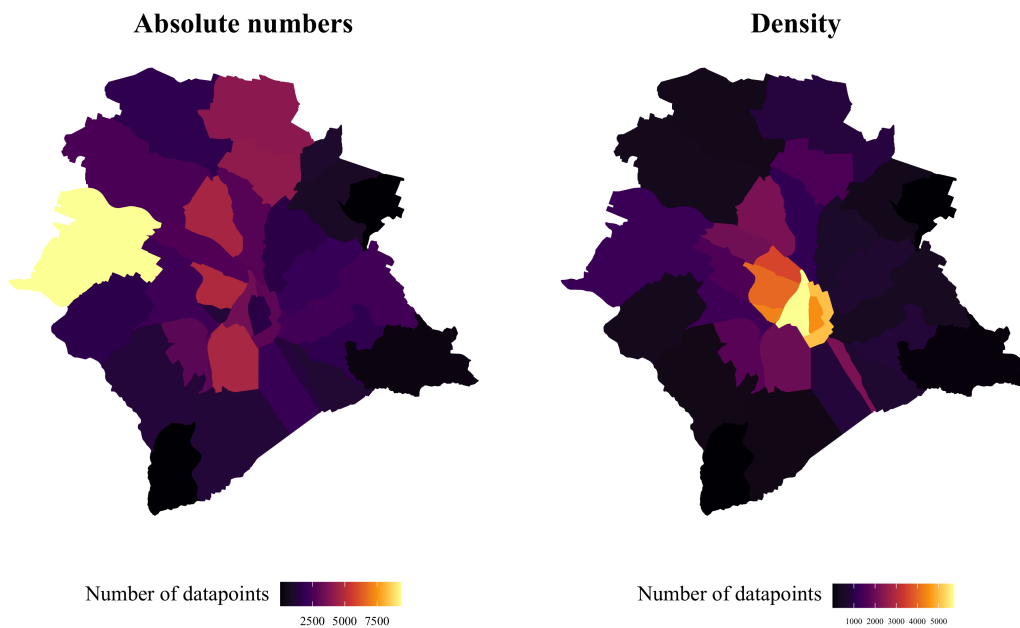 Absolute numbers
Density
Number of datapoints
2500 5000 7500
Number of datapoints
1000 2000 3000 4000 5000